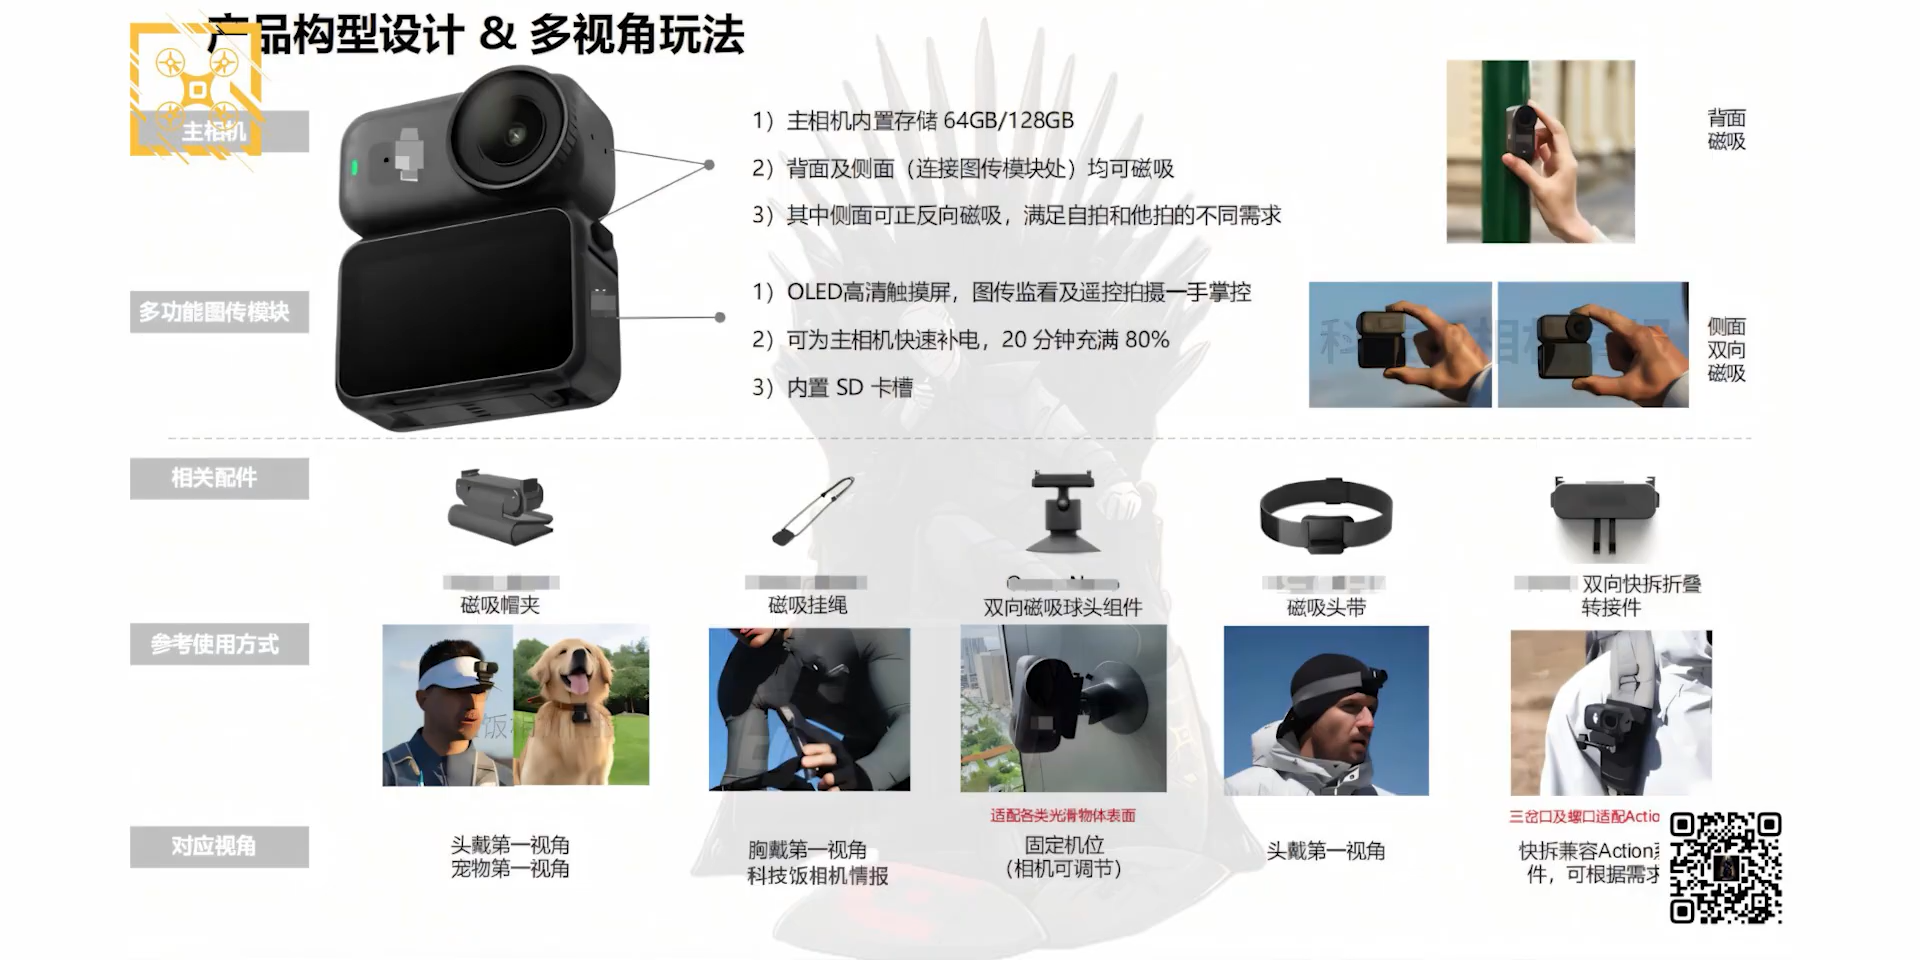 产品构型设计 & 多视角玩法
主相机
1）主相机内置存储 64GB/128GB
2）背面及侧面（连接图传模块处）均可磁吸
3）其中侧面可正反向磁吸，满足自拍和他拍的不同需求
背面
磁吸
多功能图传模块
1）OLED高清触摸屏，图传监看及遥控拍摄一手掌控
2）可为主相机快速补电，20 分钟充满 80%
3）内置 SD 卡槽
侧面
双向
磁吸
相关配件
磁吸帽夹
磁吸挂绳
双向磁吸球头组件
磁吸头带
双向快拆折叠
转接件
参考使用方式
适配各类光滑物体表面
三岔口及螺口适配Actio
对应视角
头戴第一视角
宠物第一视角
胸戴第一视角
科技饭相机情报
固定机位
（相机可调节）
头戴第一视角
快拆兼容Action
件，可根据需求